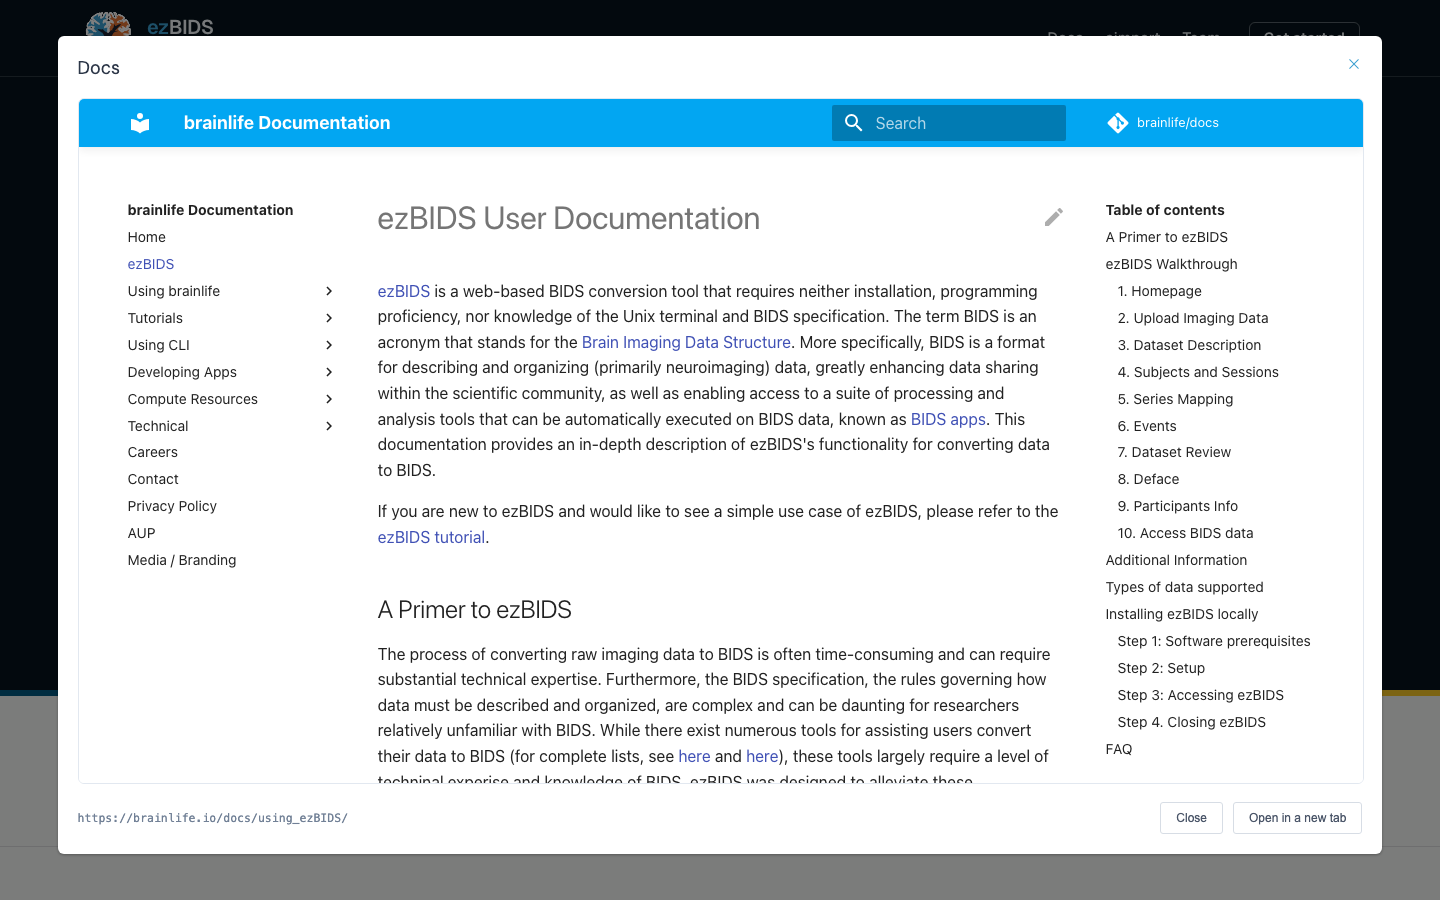 ezBIDS
Docs
brainlife Documentation
Search
brainlife/docs
brainlife Documentation
Home
ezBIDS
Using brainlife
Tutorials
Using CLI
Developing Apps
Compute Resources
Technical
Careers
Contact
Privacy Policy
AUP
Media / Branding
ezBIDS User Documentation
ezBIDS is a web-based BIDS conversion tool that requires neither installation, programming
proficiency, nor knowledge of the Unix terminal and BIDS specification. The term BIDS is an
acronym that stands for the Brain Imaging Data Structure. More specifically, BIDS is a format
for describing and organizing (primarily neuroimaging) data, greatly enhancing data sharing
within the scientific community, as well as enabling access to a suite of processing and
analysis tools that can be automatically executed on BIDS data, known as BIDS apps. This
documentation provides an in-depth description of ezBIDS's functionality for converting data
to BIDS.
If you are new to ezBIDS and would like to see a simple use case of ezBIDS, please refer to the
ezBIDS tutorial.
A Primer to ezBIDS
The process of converting raw imaging data to BIDS is often time-consuming and can require
substantial technical expertise. Furthermore, the BIDS specification, the rules governing how
data must be described and organized, are complex and can be daunting for researchers
relatively unfamiliar with BIDS. While there exist numerous tools for assisting users convert
their data to BIDS (for complete lists, see here and here), these tools largely require a level of
and knowledge of BIDS. ezBIDS was designed to alleviate these
Table of contents
A Primer to ezBIDS
ezBIDS Walkthrough
1. Homepage
2. Upload Imaging Data
3. Dataset Description
4. Subjects and Sessions
5. Series Mapping
6. Events
7. Dataset Review
8. Deface
9. Participants Info
10. Access BIDS data
Additional Information
Types of data supported
Installing ezBIDS locally
Step 1: Software prerequisites
Step 2: Setup
Step 3: Accessing ezBIDS
Step 4. Closing ezBIDS
FAQ
https://brainlife.io/docs/using_ezBIDS/
Close
Open in a new tab